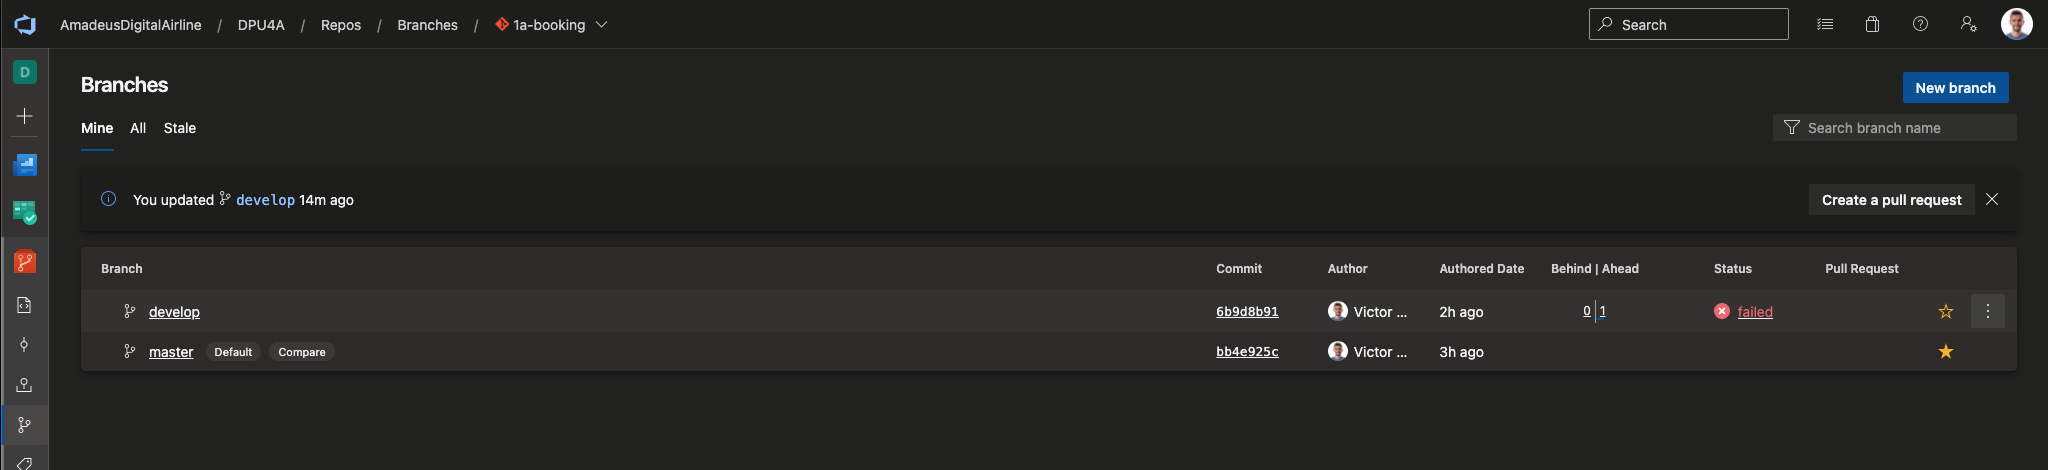 AmadeusDigitalAirline / DPU4A / Repos / Branches / 1a-booking
Search
D
Branches
New branch
Mine All Stale
Search branch name
You updated develop 14m ago
Create a pull request
Branch Commit Author Authored Date Behind | Ahead Status Pull Request
develop 6b9d8b91 Victor ... 2h ago 0 | 1 failed
master Default Compare bb4e925c Victor ... 3h ago